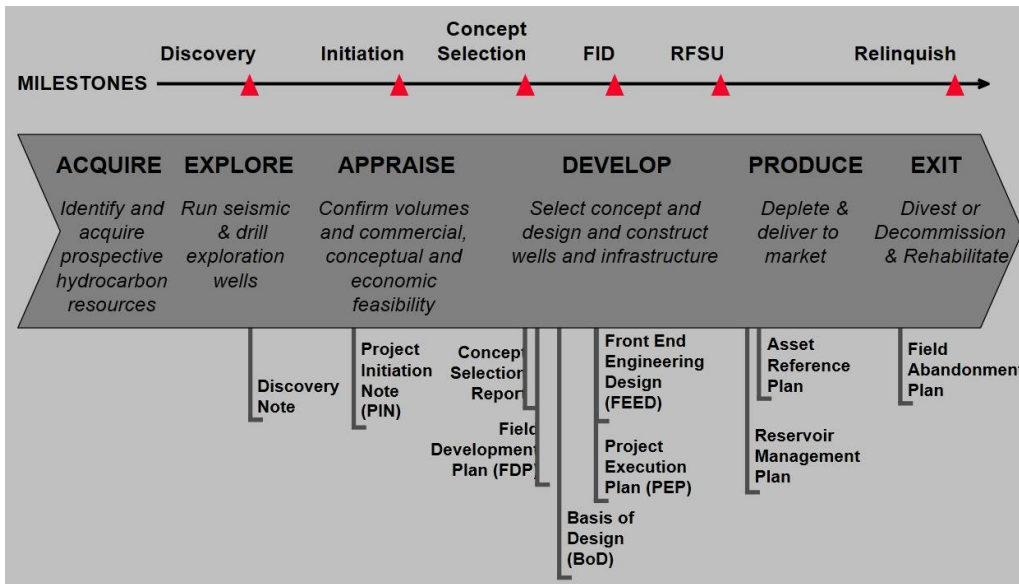 Discovery
Initiation
Concept
Selection
FID
RFSU
Relinquish
MILESTONES
ACQUIRE
Identify and
acquire
prospective
hydrocarbon
resources
EXPLORE
Run seismic
& drill
exploration
wells
APPRAISE
Confirm volumes
and commercial,
conceptual and
economic
feasibility
DEVELOP
Select concept and
design and construct
wells and infrastructure
PRODUCE
Deplete &
deliver to
market
EXIT
Divest or
Decommission
& Rehabilitate
Discovery
Note
Project
Initiation
Note
(PIN)
Concept
Selection
Report
Field
Development
Plan (FDP)
Basis of
Design
(BoD)
Front End
Engineering
Design
(FEED)
Project
Execution
Plan (PEP)
Asset
Reference
Plan
Reservoir
Management
Plan
Field
Abandonment
Plan